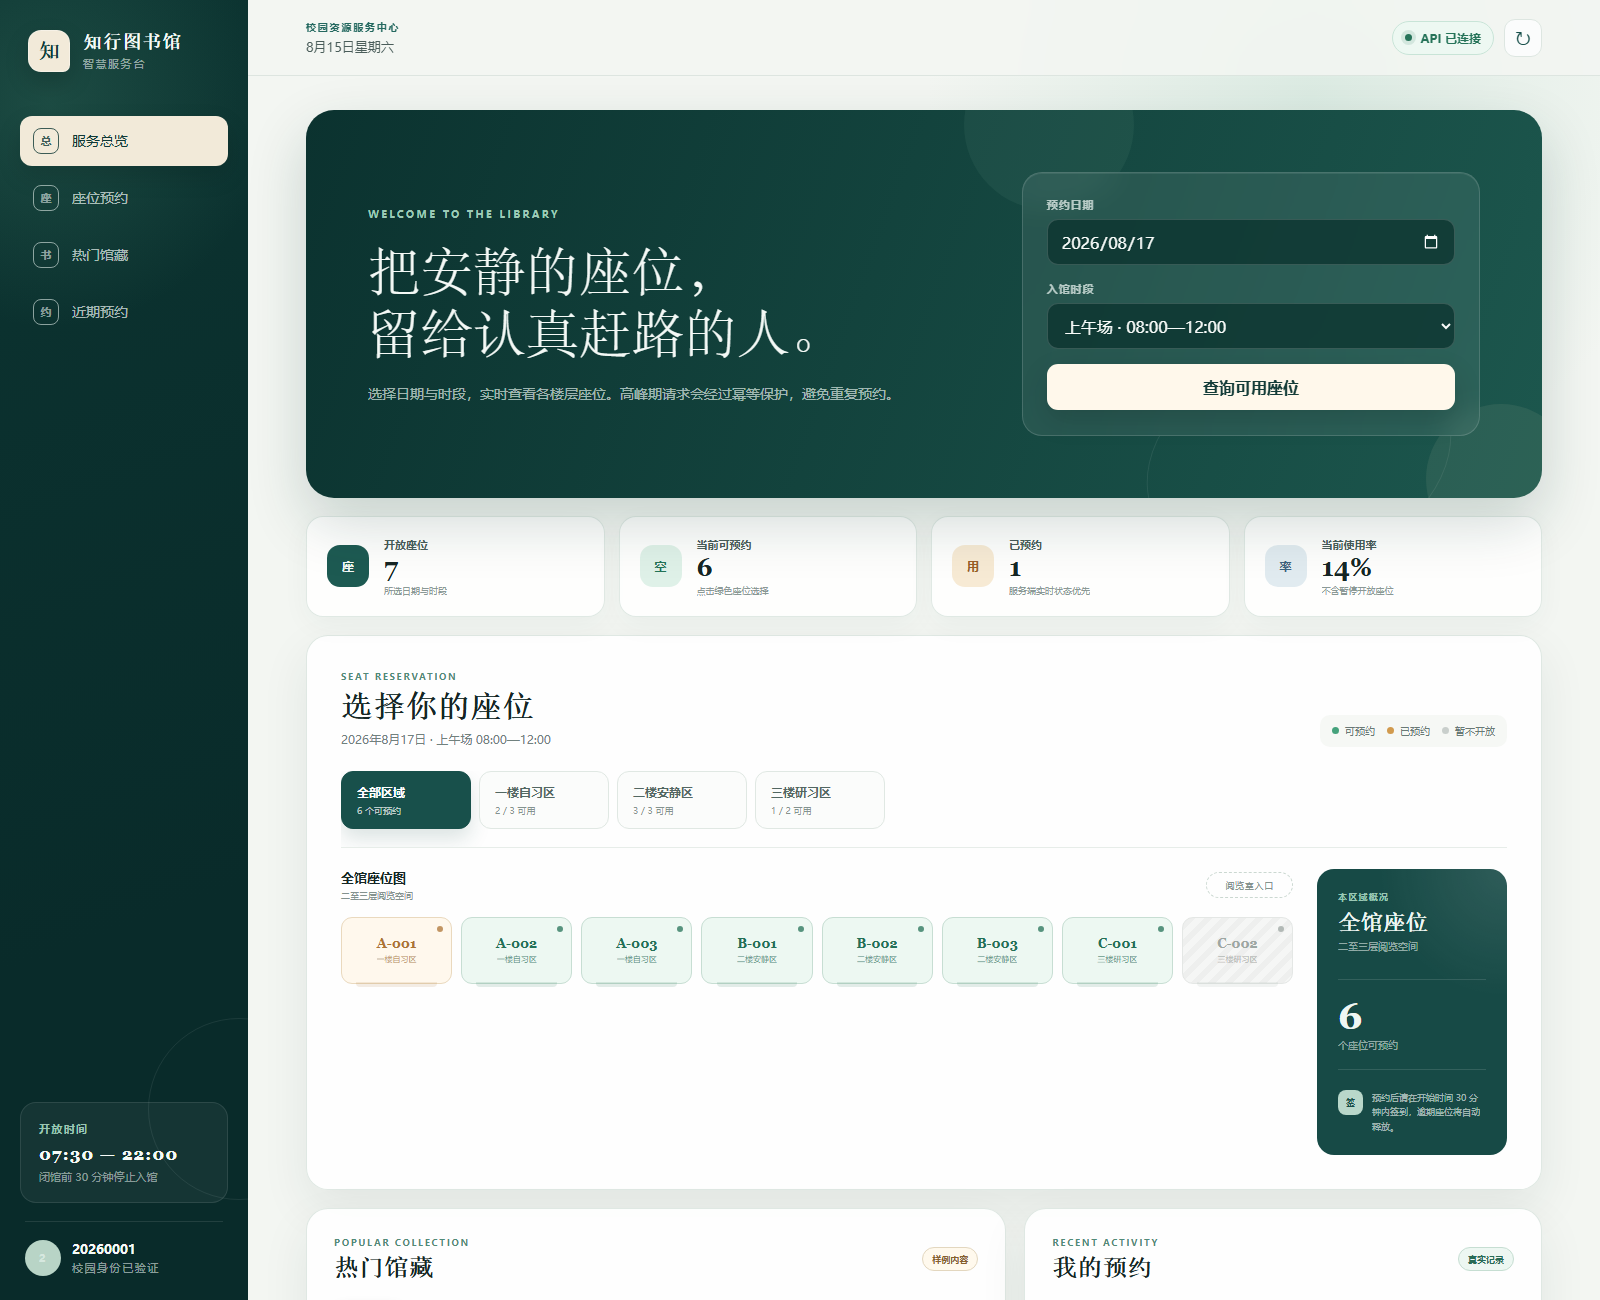 知
知行图书馆
智慧服务台
总 服务总览
座 座位预约
书 热门馆藏
约 近期预约
开放时间
07:30 — 22:00
闭馆前 30 分钟停止入馆
2
20260001
校园身份已验证
校园资源服务中心
8月15日星期六
API 已连接
WELCOME TO THE LIBRARY
把安静的座位，
留给认真赶路的人。
选择日期与时段，实时查看各楼层座位。高峰期请求会经过幂等保护，避免重复预约。
预约日期
2026/08/17
入馆时段
上午场 · 08:00—12:00
查询可用座位
座
开放座位
7
所选日期与时段
空
当前可预约
6
点击绿色座位选择
用
已预约
1
服务端实时状态优先
率
当前使用率
14%
不含暂停开放座位
SEAT RESERVATION
选择你的座位
2026年8月17日 · 上午场 08:00—12:00
可预约 已预约 暂不开放
全部区域
6 个可预约
一楼自习区
2 / 3 可用
二楼安静区
3 / 3 可用
三楼研习区
1 / 2 可用
全馆座位图
二至三层阅览空间
阅览室入口
A-001
一楼自习区
A-002
一楼自习区
A-003
一楼自习区
B-001
二楼安静区
B-002
二楼安静区
B-003
二楼安静区
C-001
三楼研习区
C-002
三楼研习区
本区域概况
全馆座位
二至三层阅览空间
6
个座位可预约
签
预约后请在开始时间 30 分
钟内签到，逾期座位将自动
释放。
POPULAR COLLECTION
热门馆藏
样例内容
RECENT ACTIVITY
我的预约
真实记录